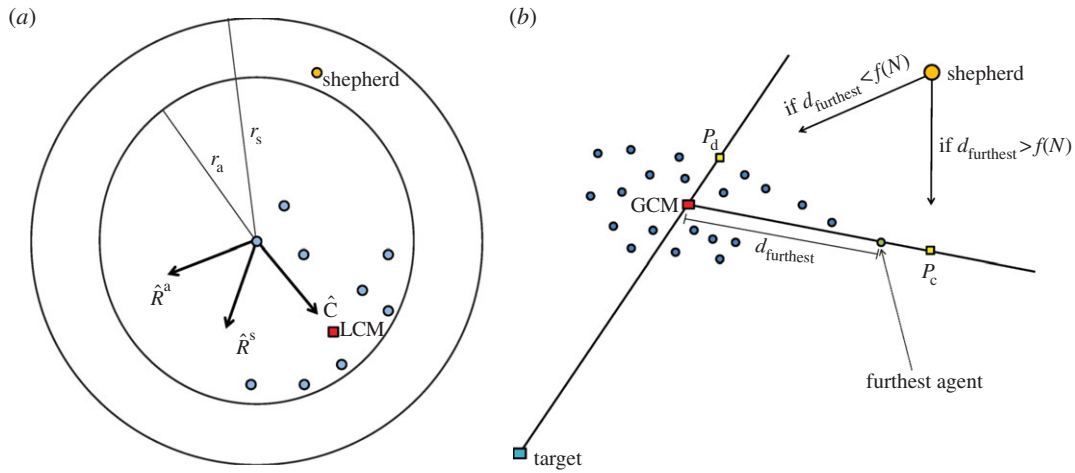 (a)
shepherd
r_s
r_a
R̂^a
R̂^s
Ĉ
LCM
(b)
shepherd
if d_furthest < f(N)
if d_furthest > f(N)
P_d
GCM
d_furthest
P_c
furthest agent
target